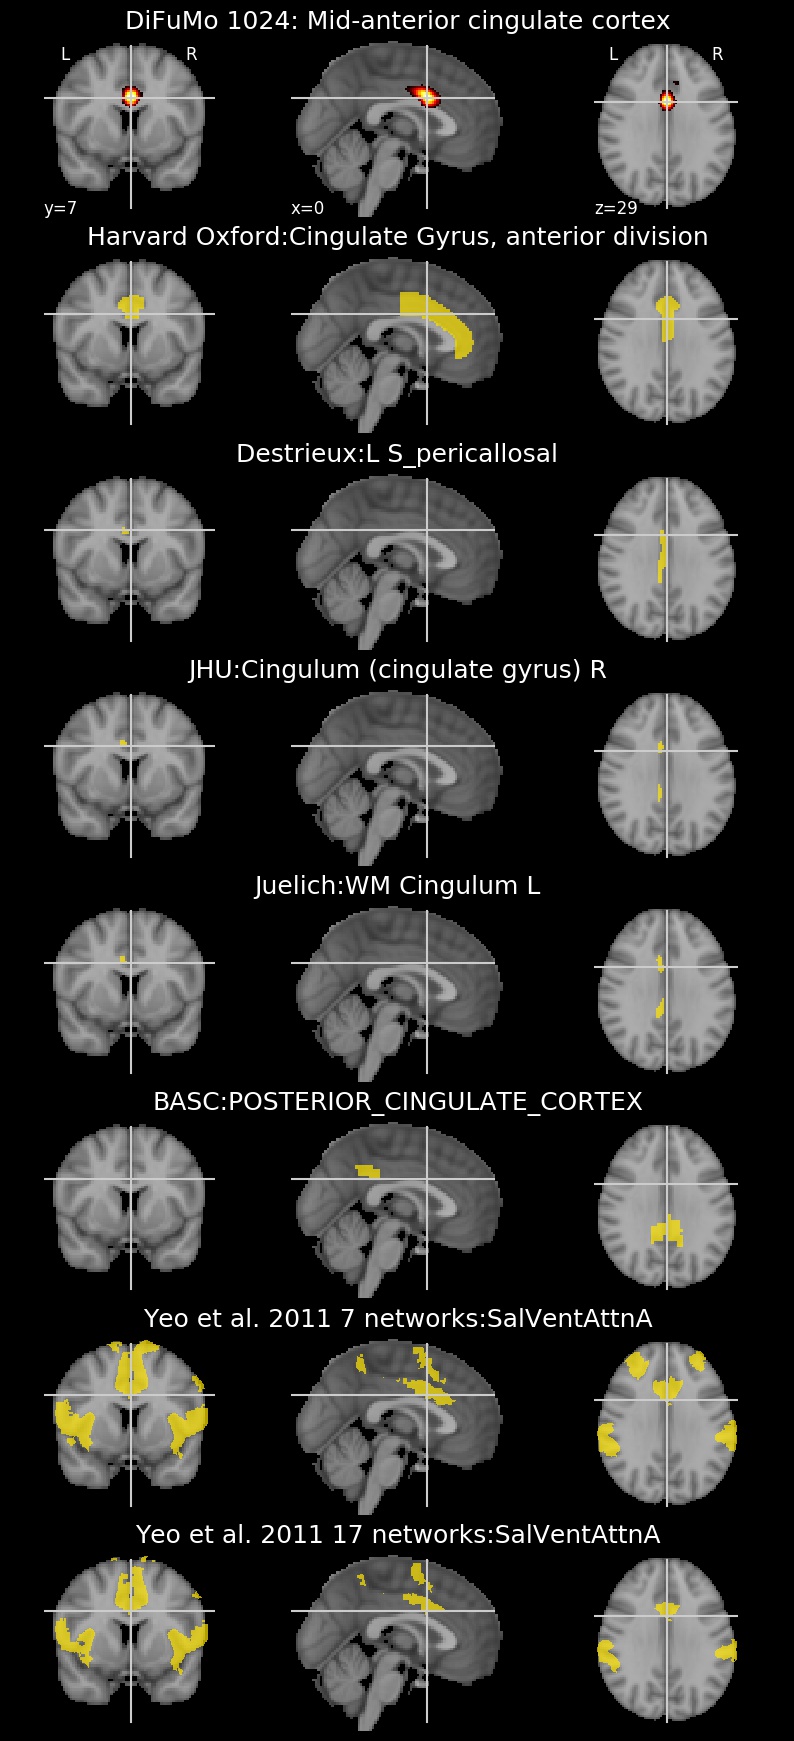 DiFuMo 1024: Mid-anterior cingulate cortex
L R L R
y=7 x=0 z=29
Harvard Oxford:Cingulate Gyrus, anterior division
Destrieux:L S_pericallosal
JHU:Cingulum (cingulate gyrus) R
Juelich:WM Cingulum L
BASC:POSTERIOR_CINGULATE_CORTEX
Yeo et al. 2011 7 networks:SalVentAttnA
Yeo et al. 2011 17 networks:SalVentAttnA